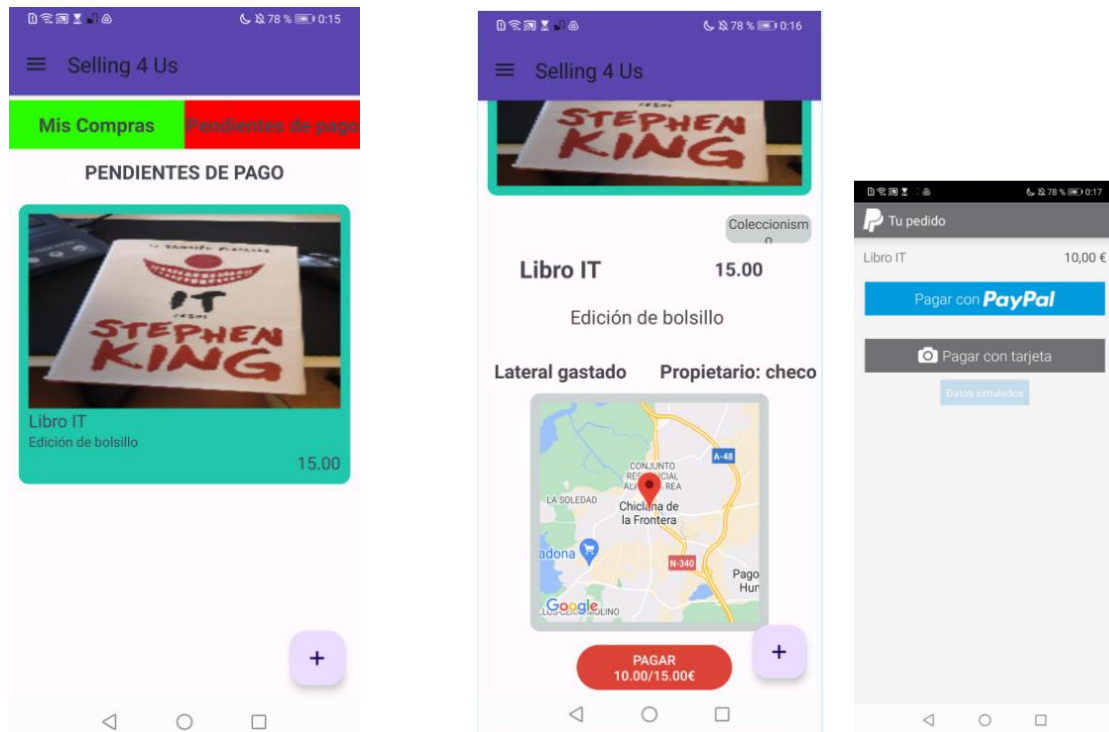 78 % 0:15
Selling 4 Us
Mis Compras Pendientes de pago
PENDIENTES DE PAGO
IT
STEPHEN
KING
Libro IT
Edición de bolsillo
15.00
+
78 % 0:16
Selling 4 Us
STEPHEN
KING
Coleccionism
o
Libro IT 15.00
Edición de bolsillo
Lateral gastado Propietario: checo
A-48
CONJUNTO
LA SOLEDAD
Chiclana de
la Frontera
adona
N-340
Pago
Hur
Google
PAGAR
10.00/15.00€
+
78 % 0:17
Tu pedido
Libro IT 10,00 €
Pagar con PayPal
Pagar con tarjeta
Datos simulados